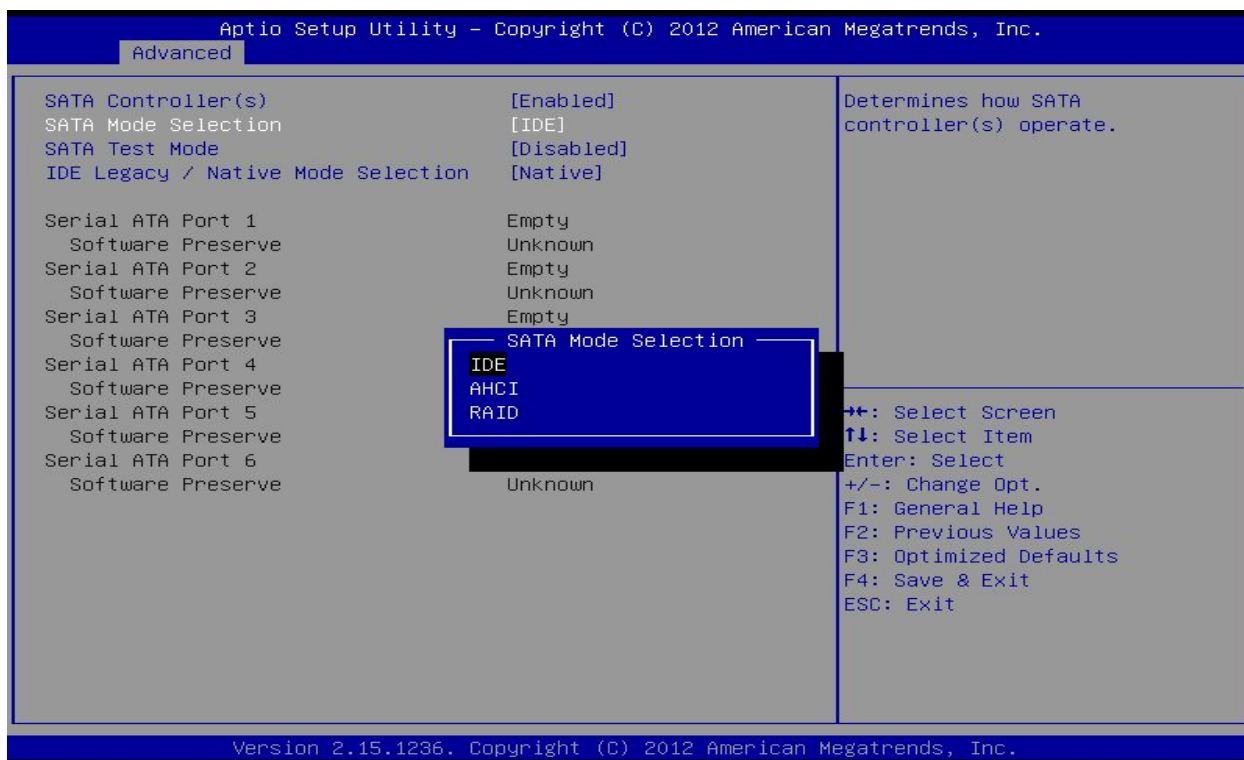 Aptio Setup Utility – Copyright (C) 2012 American Megatrends, Inc.
Advanced
SATA Controller(s) [Enabled]
SATA Mode Selection [IDE]
SATA Test Mode [Disabled]
IDE Legacy / Native Mode Selection [Native]
Serial ATA Port 1 Empty
Software Preserve Unknown
Serial ATA Port 2 Empty
Software Preserve Unknown
Serial ATA Port 3 Empty
Software Preserve
Serial ATA Port 4
Software Preserve
Serial ATA Port 5
Software Preserve
Serial ATA Port 6
Software Preserve Unknown
SATA Mode Selection
IDE
AHCI
RAID
Determines how SATA
controller(s) operate.
→←: Select Screen
↑↓: Select Item
Enter: Select
+/-: Change Opt.
F1: General Help
F2: Previous Values
F3: Optimized Defaults
F4: Save & Exit
ESC: Exit
Version 2.15.1236. Copyright (C) 2012 American Megatrends, Inc.